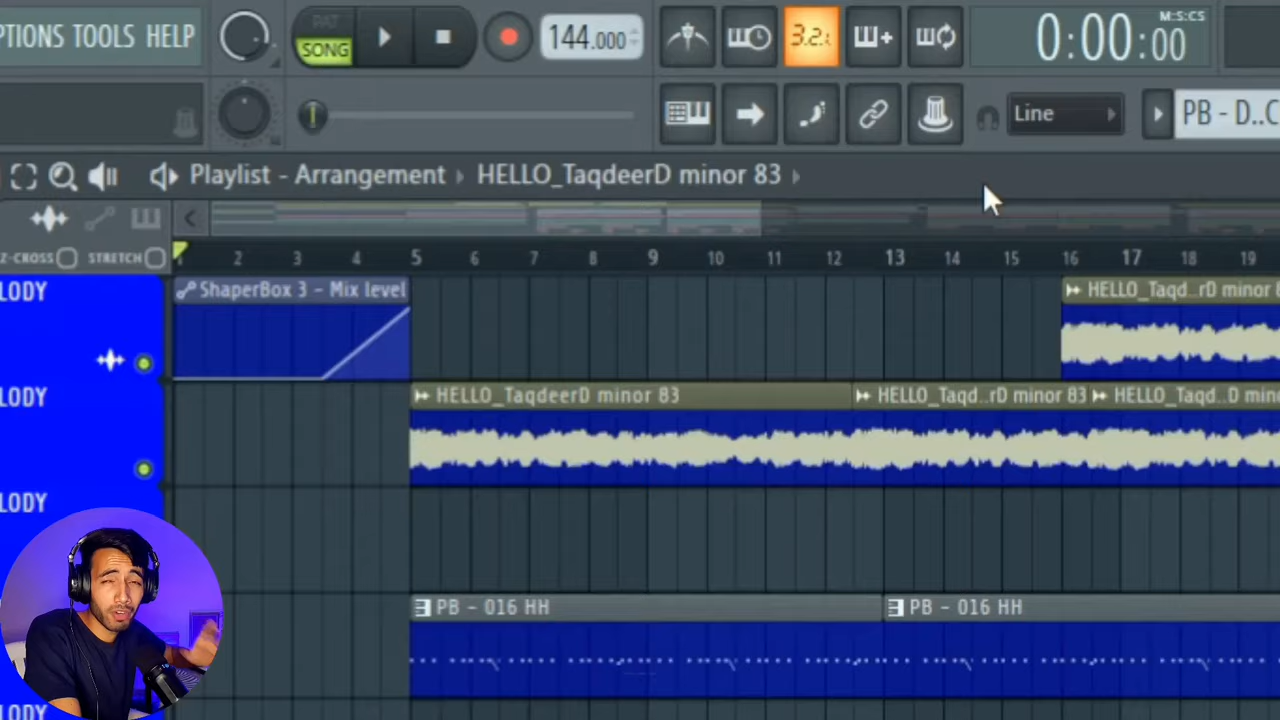 PTIONS TOOLS HELP
PAT
SONG
144.000
3.2.
M:S:CS
0:00:00
Line
PB - D..C
Playlist - Arrangement › HELLO_TaqdeerD minor 83 ›
Z-CROSS STRETCH
1 2 3 4 5 6 7 8 9 10 11 12 13 14 15 16 17 18 19
LODY
ShaperBox 3 - Mix level
HELLO_Taqd..rD minor 8
LODY
HELLO_TaqdeerD minor 83
HELLO_Taqd..rD minor 83
HELLO_Taqd..D min
LODY
PB - 016 HH
PB - 016 HH
LODY